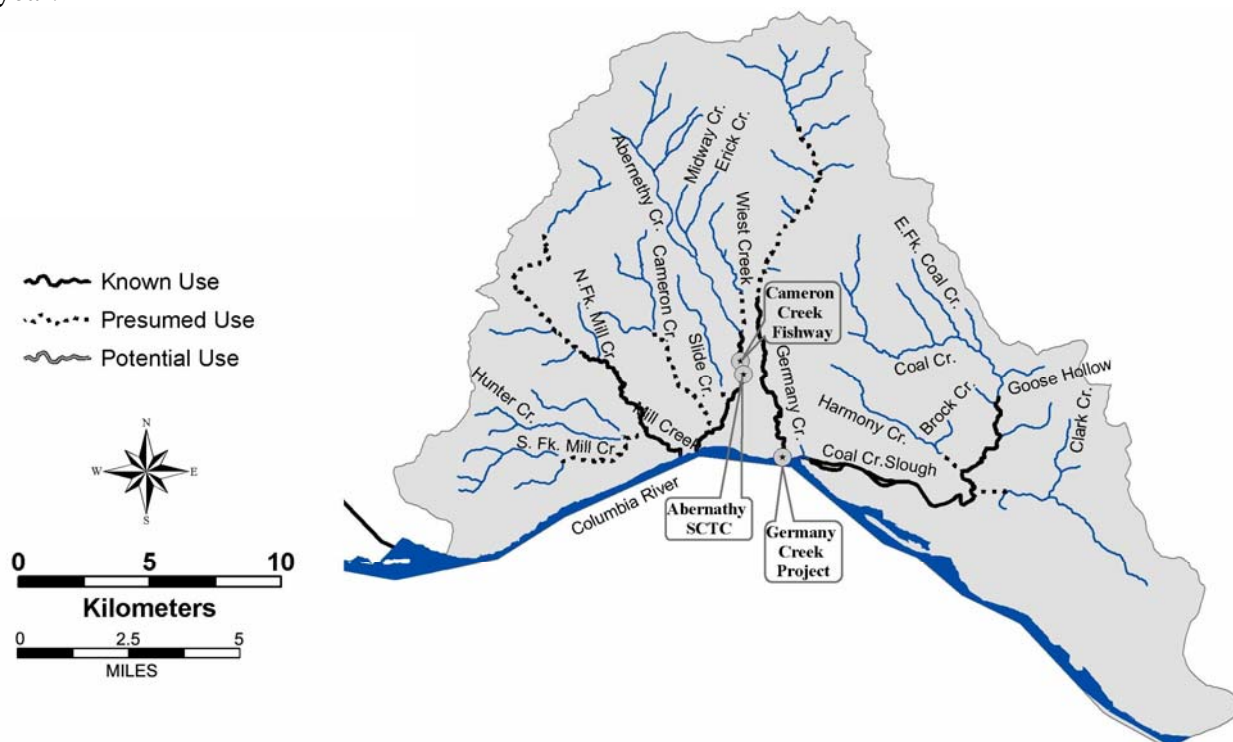 Known Use
Presumed Use
Potential Use
N
W
E
S
0 5 10
Kilometers
0 2.5 5
MILES
Abernethy Cr.
Midway Cr.
Erick Cr.
Wiest Creek
Cameron Cr.
N.Fk. Mill Cr.
Slide Cr.
Hunter Cr.
S. Fk. Mill Cr.
Mill Creek
Cameron
Creek
Fishway
Germany Cr.
E.Fk. Coal Cr.
Coal Cr.
Goose Hollow
Brock Cr.
Harmony Cr.
Clark Cr.
Coal Cr.Slough
Columbia River
Abernathy
SCTC
Germany
Creek
Project